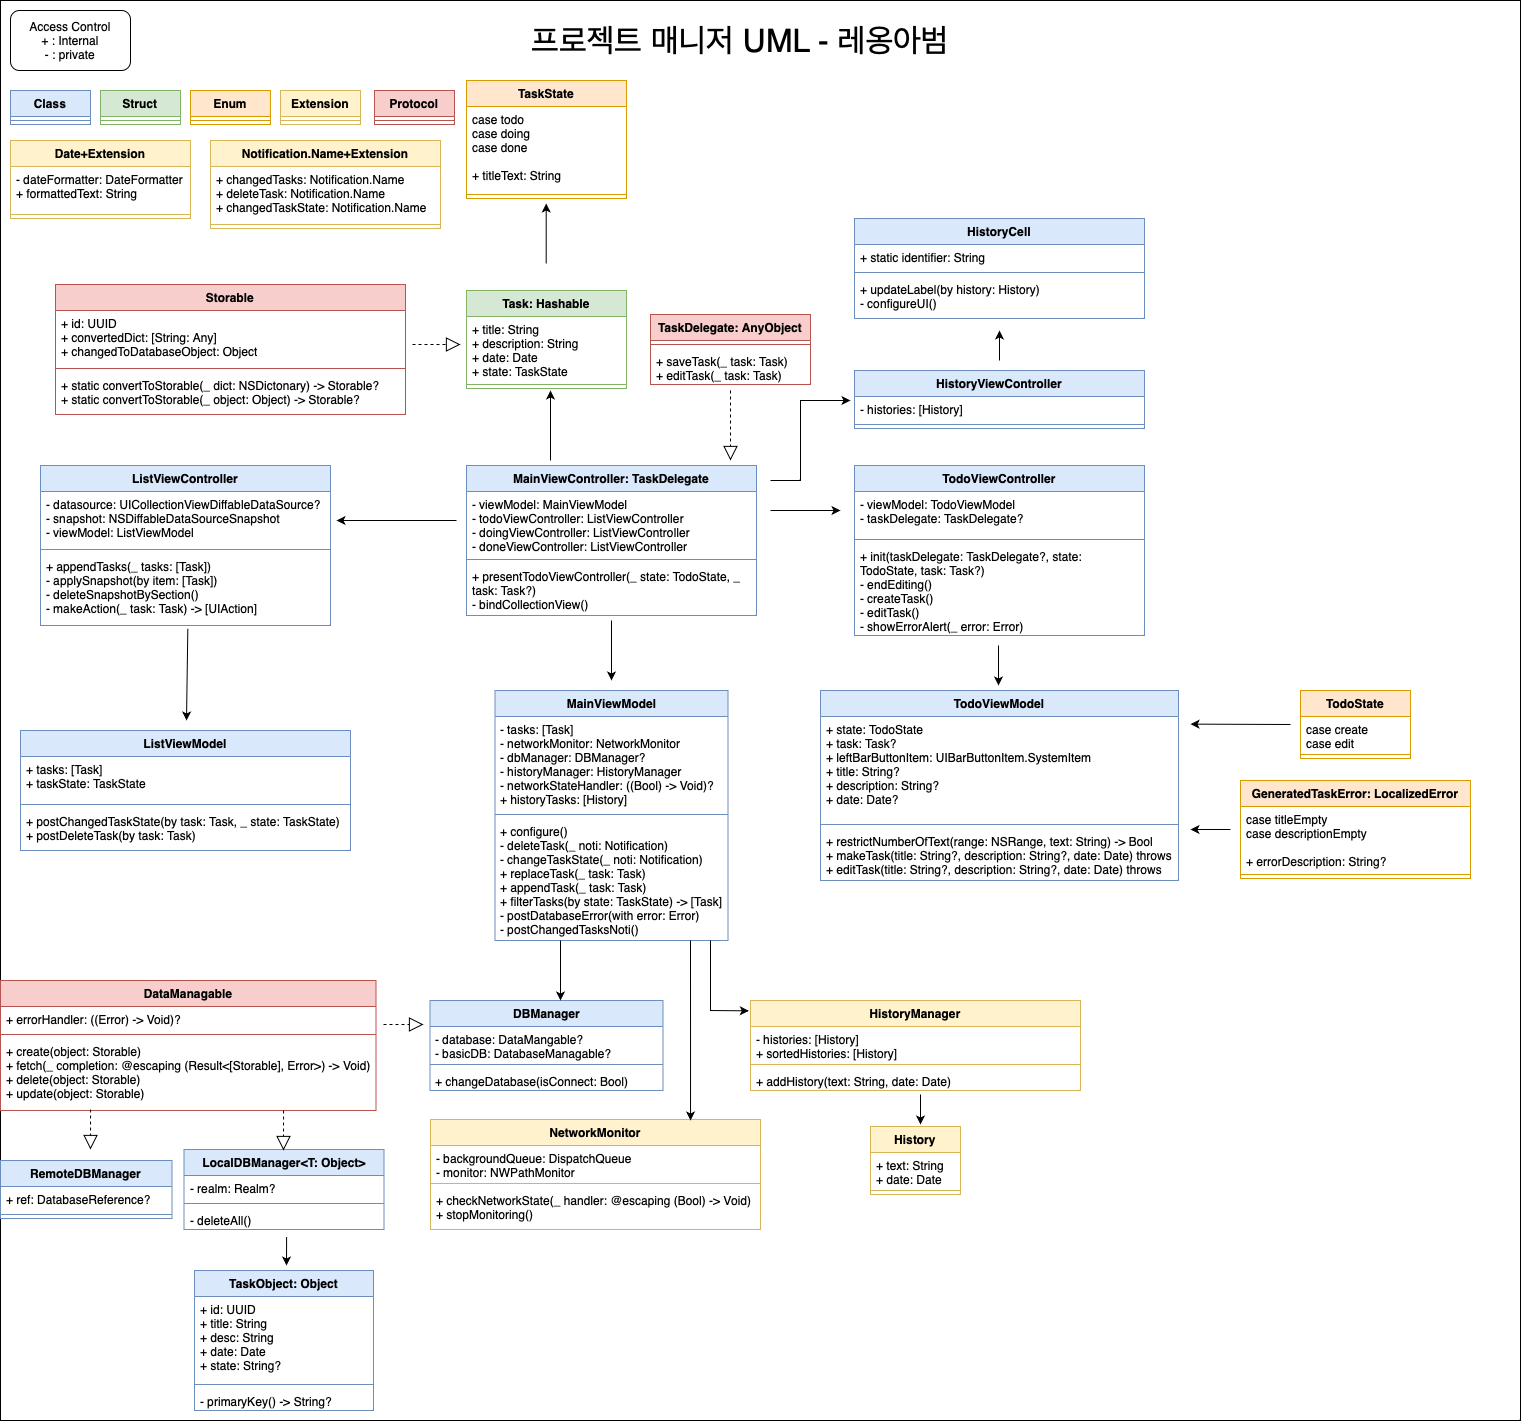 Access Control
+ : Internal
- : private
프로젝트 매니저 UML - 레옹아범
Class
Struct
Enum
Extension
Protocol
TaskState
case todo
case doing
case done
+ titleText: String
Date+Extension
- dateFormatter: DateFormatter
+ formattedText: String
Notification.Name+Extension
+ changedTasks: Notification.Name
+ deleteTask: Notification.Name
+ changedTaskState: Notification.Name
HistoryCell
+ static identifier: String
+ updateLabel(by history: History)
- configureUI()
Storable
+ id: UUID
+ convertedDict: [String: Any]
+ changedToDatabaseObject: Object
+ static convertToStorable(_ dict: NSDictonary) -> Storable?
+ static convertToStorable(_ object: Object) -> Storable?
Task: Hashable
+ title: String
+ description: String
+ date: Date
+ state: TaskState
TaskDelegate: AnyObject
+ saveTask(_ task: Task)
+ editTask(_ task: Task)
HistoryViewController
- histories: [History]
ListViewController
- datasource: UICollectionViewDiffableDataSource?
- snapshot: NSDiffableDataSourceSnapshot
- viewModel: ListViewModel
+ appendTasks(_ tasks: [Task])
- applySnapshot(by item: [Task])
- deleteSnapshotBySection()
- makeAction(_ task: Task) -> [UIAction]
MainViewController: TaskDelegate
- viewModel: MainViewModel
- todoViewController: ListViewController
- doingViewController: ListViewController
- doneViewController: ListViewController
+ presentTodoViewController(_ state: TodoState, _
task: Task?)
- bindCollectionView()
TodoViewController
- viewModel: TodoViewModel
- taskDelegate: TaskDelegate?
+ init(taskDelegate: TaskDelegate?, state:
TodoState, task: Task?)
- endEditing()
- createTask()
- editTask()
- showErrorAlert(_ error: Error)
ListViewModel
+ tasks: [Task]
+ taskState: TaskState
+ postChangedTaskState(by task: Task, _ state: TaskState)
+ postDeleteTask(by task: Task)
MainViewModel
- tasks: [Task]
- networkMonitor: NetworkMonitor
- dbManager: DBManager?
- historyManager: HistoryManager
- networkStateHandler: ((Bool) -> Void)?
+ historyTasks: [History]
+ configure()
- deleteTask(_ noti: Notification)
- changeTaskState(_ noti: Notification)
+ replaceTask(_ task: Task)
+ appendTask(_ task: Task)
+ filterTasks(by state: TaskState) -> [Task]
- postDatabaseError(with error: Error)
- postChangedTasksNoti()
TodoViewModel
+ state: TodoState
+ task: Task?
+ leftBarButtonItem: UIBarButtonItem.SystemItem
+ title: String?
+ description: String?
+ date: Date?
+ restrictNumberOfText(range: NSRange, text: String) -> Bool
+ makeTask(title: String?, description: String?, date: Date) throws
+ editTask(title: String?, description: String?, date: Date) throws
TodoState
case create
case edit
GeneratedTaskError: LocalizedError
case titleEmpty
case descriptionEmpty
+ errorDescription: String?
DataManagable
+ errorHandler: ((Error) -> Void)?
+ create(object: Storable)
+ fetch(_ completion: @escaping (Result<[Storable], Error>) -> Void)
+ delete(object: Storable)
+ update(object: Storable)
DBManager
- database: DataMangable?
- basicDB: DatabaseManagable?
+ changeDatabase(isConnect: Bool)
HistoryManager
- histories: [History]
+ sortedHistories: [History]
+ addHistory(text: String, date: Date)
NetworkMonitor
- backgroundQueue: DispatchQueue
- monitor: NWPathMonitor
+ checkNetworkState(_ handler: @escaping (Bool) -> Void)
+ stopMonitoring()
History
+ text: String
+ date: Date
RemoteDBManager
+ ref: DatabaseReference?
LocalDBManager<T: Object>
- realm: Realm?
- deleteAll()
TaskObject: Object
+ id: UUID
+ title: String
+ desc: String
+ date: Date
+ state: String?
- primaryKey() -> String?